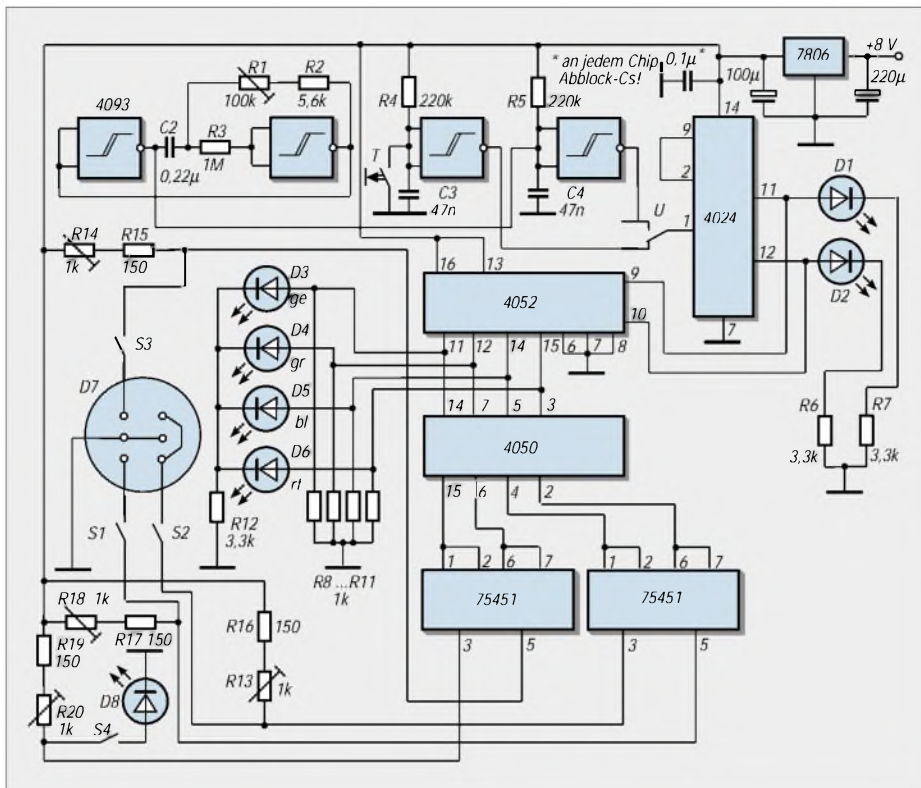 7806
+8 V
* an jedem Chip
Abblock-Cs!
0,1µ *
100µ
220µ
R1
100k
R2
5,6k
4093
C2
0,22µ
R3
1M
R4
220k
R5
220k
T
C3
47n
C4
47n
U
14
9
2
1
4024
11
12
7
D1
D2
R14
1k
R15
150
S3
D7
S1
S2
D3
ge
D4
gr
D5
bl
D6
rt
R12
3,3k
R8 ...R11
1k
16
13
4052
9
10
11
12
14
15
6
7
8
14
7
5
3
4050
15
6
4
2
R6
3,3k
R7
3,3k
1
2
6
7
75451
3
5
1
2
6
7
75451
3
5
R18 1k
R19
150
R17 150
R16
150
R13
1k
R20
1k
D8
S4